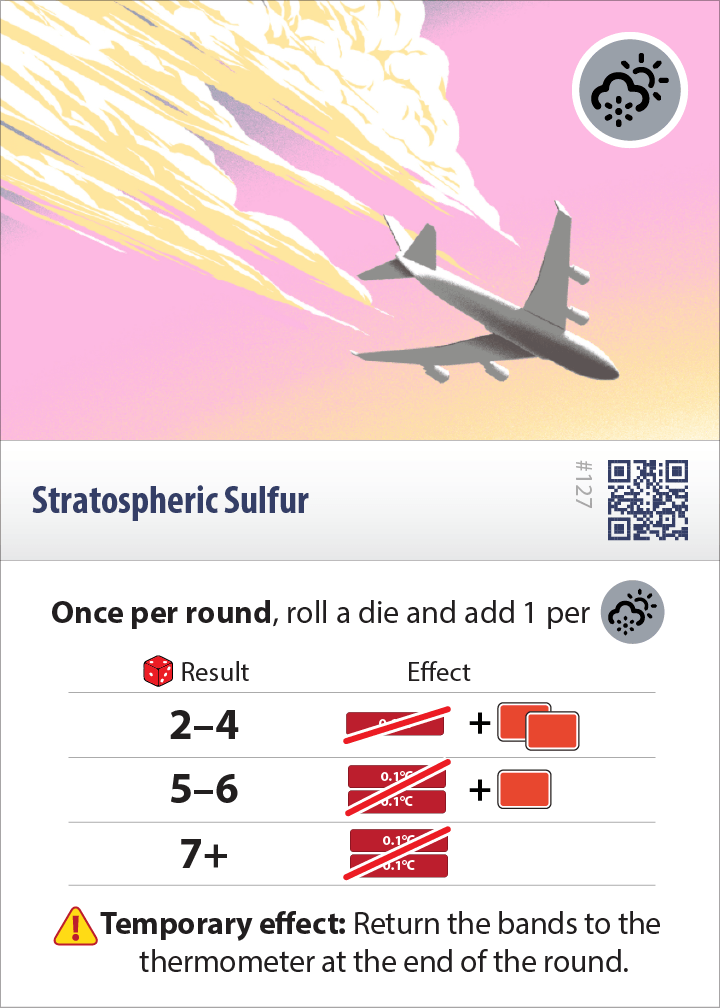 #127
Stratospheric Sulfur
Once per round, roll a die and add 1 per
Result Effect
2–4
+
5–6 0.1°C
0.1°C +
7+ 0.1°C
0.1°C
Temporary effect: Return the bands to the
thermometer at the end of the round.